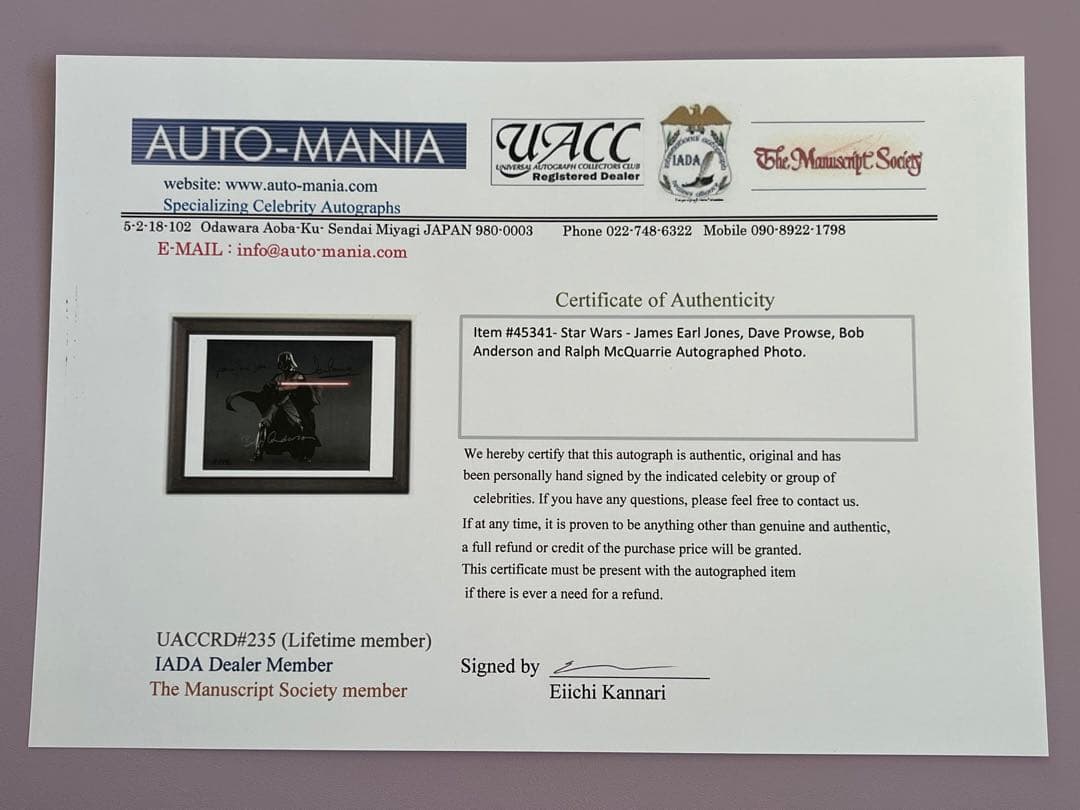 AUTO-MANIA
UACC
UNIVERSAL AUTOGRAPH COLLECTORS CLUB
Registered Dealer
IADA
The Manuscript Society
website: www.auto-mania.com
Specializing Celebrity Autographs
5-2-18-102 Odawara Aoba-Ku- Sendai Miyagi JAPAN 980-0003 Phone 022-748-6322 Mobile 090-8922-1798
E-MAIL : info@auto-mania.com
Certificate of Authenticity
Item #45341- Star Wars - James Earl Jones, Dave Prowse, Bob
Anderson and Ralph McQuarrie Autographed Photo.
We hereby certify that this autograph is authentic, original and has
been personally hand signed by the indicated celebity or group of
celebrities. If you have any questions, please feel free to contact us.
If at any time, it is proven to be anything other than genuine and authentic,
a full refund or credit of the purchase price will be granted.
This certificate must be present with the autographed item
if there is ever a need for a refund.
UACCRD#235 (Lifetime member)
IADA Dealer Member
The Manuscript Society member
Signed by
Eiichi Kannari